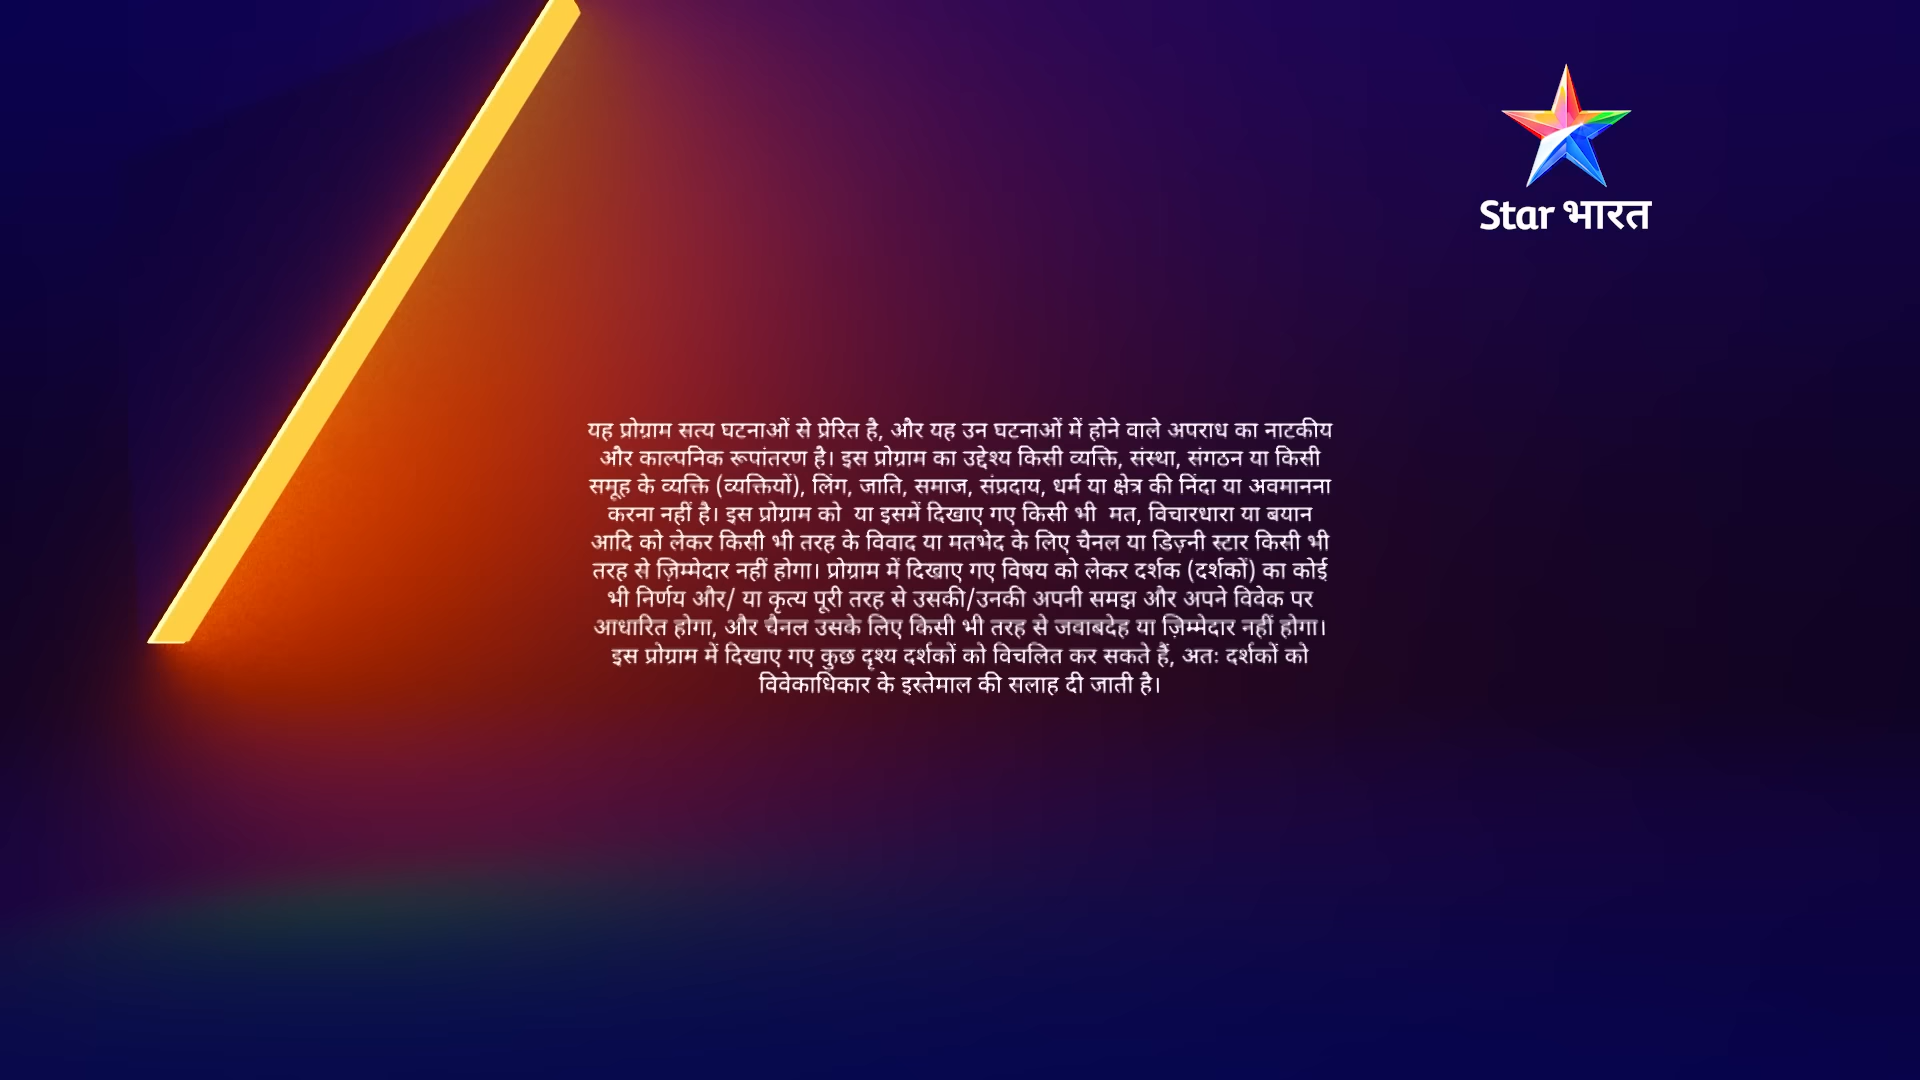 Star भारत
यह प्रोग्राम सत्य घटनाओं से प्रेरित है, और यह उन घटनाओं में होने वाले अपराध का नाटकीय
और काल्पनिक रूपांतरण है। इस प्रोग्राम का उद्देश्य किसी व्यक्ति, संस्था, संगठन या किसी
समूह के व्यक्ति (व्यक्तियों), लिंग, जाति, समाज, संप्रदाय, धर्म या क्षेत्र की निंदा या अवमानना
करना नहीं है। इस प्रोग्राम को या इसमें दिखाए गए किसी भी मत, विचारधारा या बयान
आदि को लेकर किसी भी तरह के विवाद या मतभेद के लिए चैनल या डिज़्नी स्टार किसी भी
तरह से ज़िम्मेदार नहीं होगा। प्रोग्राम में दिखाए गए विषय को लेकर दर्शक (दर्शकों) का कोई
भी निर्णय और/ या कृत्य पूरी तरह से उसकी/उनकी अपनी समझ और अपने विवेक पर
आधारित होगा, और चैनल उसके लिए किसी भी तरह से जवाबदेह या ज़िम्मेदार नहीं होगा।
इस प्रोग्राम में दिखाए गए कुछ दृश्य दर्शकों को विचलित कर सकते हैं, अतः दर्शकों को
विवेकाधिकार के इस्तेमाल की सलाह दी जाती है।